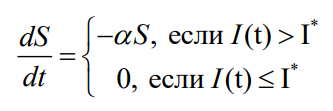 dS/dt = { −αS, если I(t) > I*
0, если I(t) ≤ I*